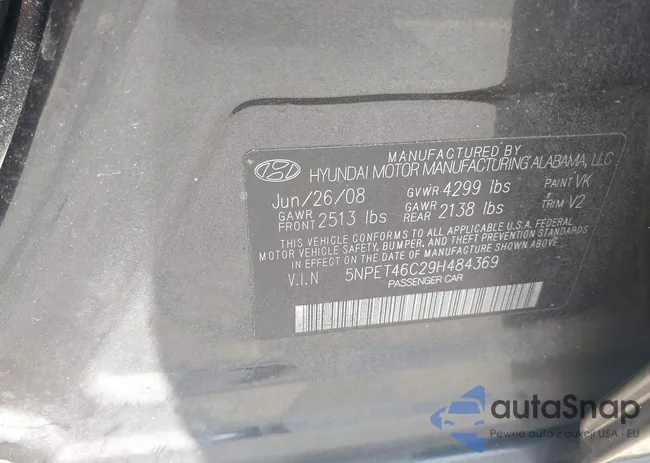 MANUFACTURED BY
HYUNDAI MOTOR MANUFACTURING ALABAMA, LLC
Jun/26/08 GVWR 4299 lbs PAINT VK
GAWR FRONT 2513 lbs GAWR REAR 2138 lbs TRIM V2
THIS VEHICLE CONFORMS TO ALL APPLICABLE U.S.A. FEDERAL
MOTOR VEHICLE SAFETY, BUMPER, AND THEFT PREVENTION STANDARDS
IN EFFECT ON THE DATE OF MANUFACTURE SHOWN ABOVE.
V.I.N 5NPET46C29H484369
PASSENGER CAR
autaSnap
Pewne auta z aukcji USA i EU